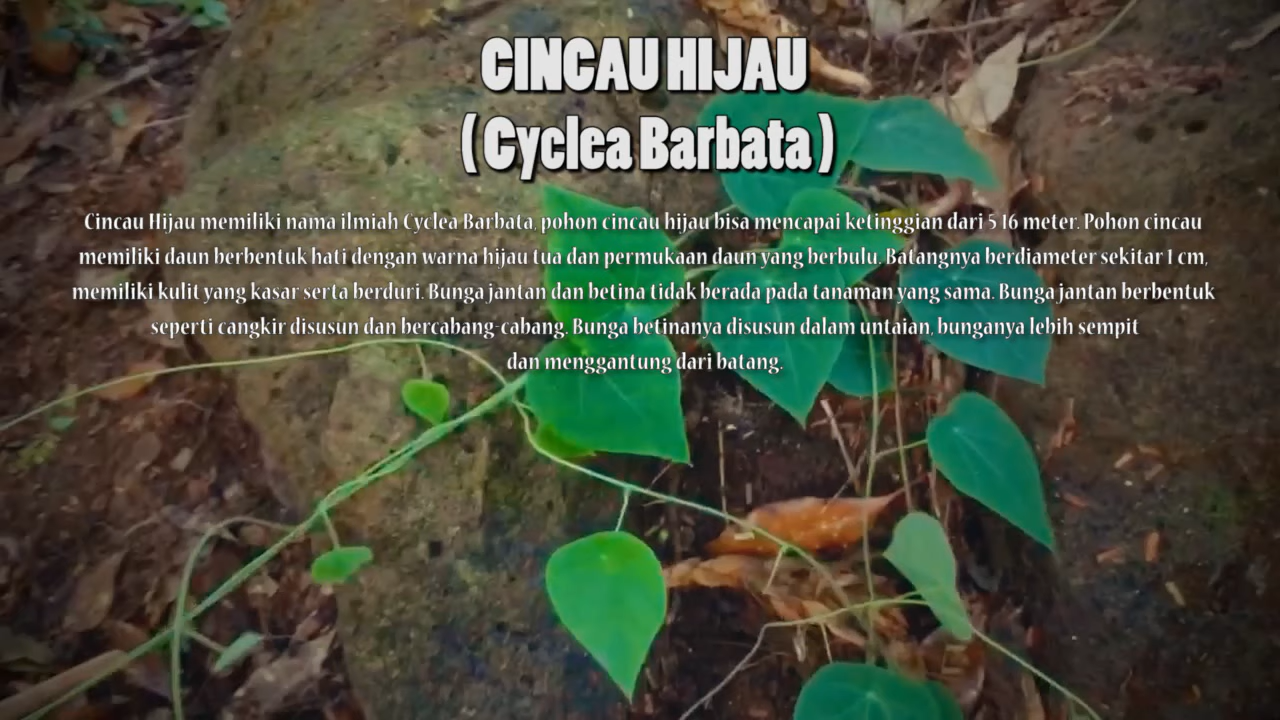 CINCAU HIJAU
( Cyclea Barbata )
Cincau Hijau memiliki nama ilmiah Cyclea Barbata, pohon cincau hijau bisa mencapai ketinggian dari 5-16 meter. Pohon cincau
memiliki daun berbentuk hati dengan warna hijau tua dan permukaan daun yang berbulu. Batangnya berdiameter sekitar 1 cm,
memiliki kulit yang kasar serta berduri. Bunga jantan dan betina tidak berada pada tanaman yang sama. Bunga jantan berbentuk
seperti cangkir disusun dan bercabang-cabang. Bunga betinanya disusun dalam untaian, bunganya lebih sempit
dan menggantung dari batang.